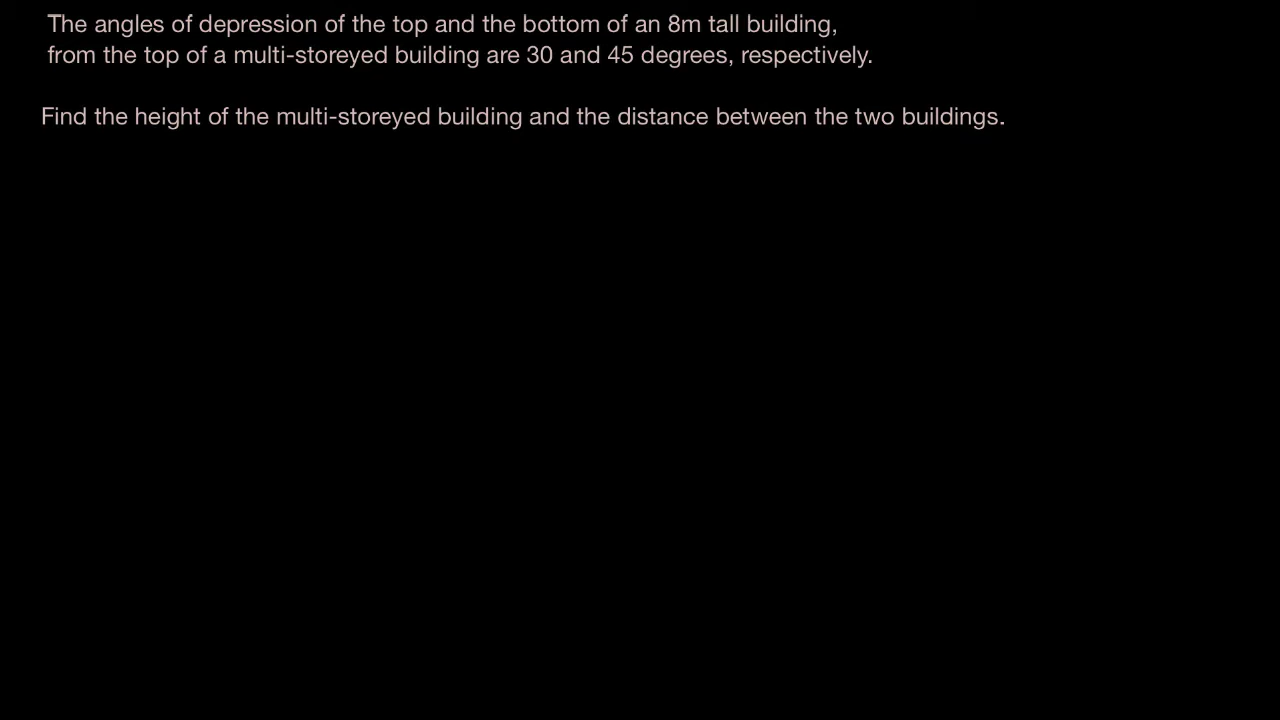 The angles of depression of the top and the bottom of an 8m tall building,
from the top of a multi-storeyed building are 30 and 45 degrees, respectively.
Find the height of the multi-storeyed building and the distance between the two buildings.